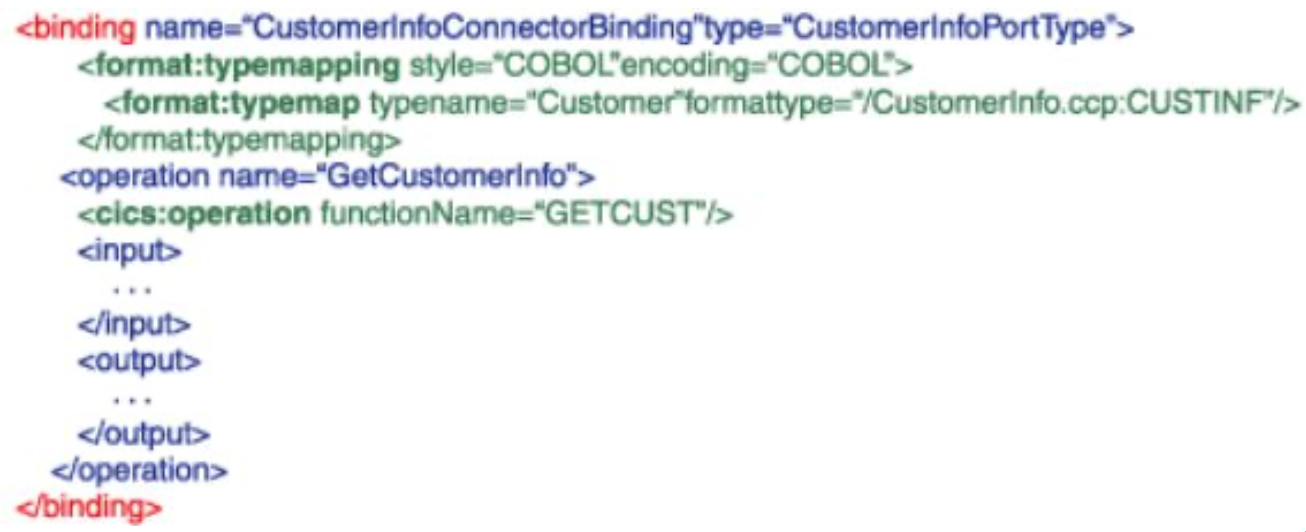 <binding name=“CustomerInfoConnectorBinding”type=“CustomerInfoPortType”>
<format:typemapping style=“COBOL”encoding=“COBOL”>
<format:typemap typename=“Customer”formattype=“/CustomerInfo.ccp:CUSTINF”/>
</format:typemapping>
<operation name=“GetCustomerInfo”>
<cics:operation functionName=“GETCUST”/>
<input>
...
</input>
<output>
...
</output>
</operation>
</binding>